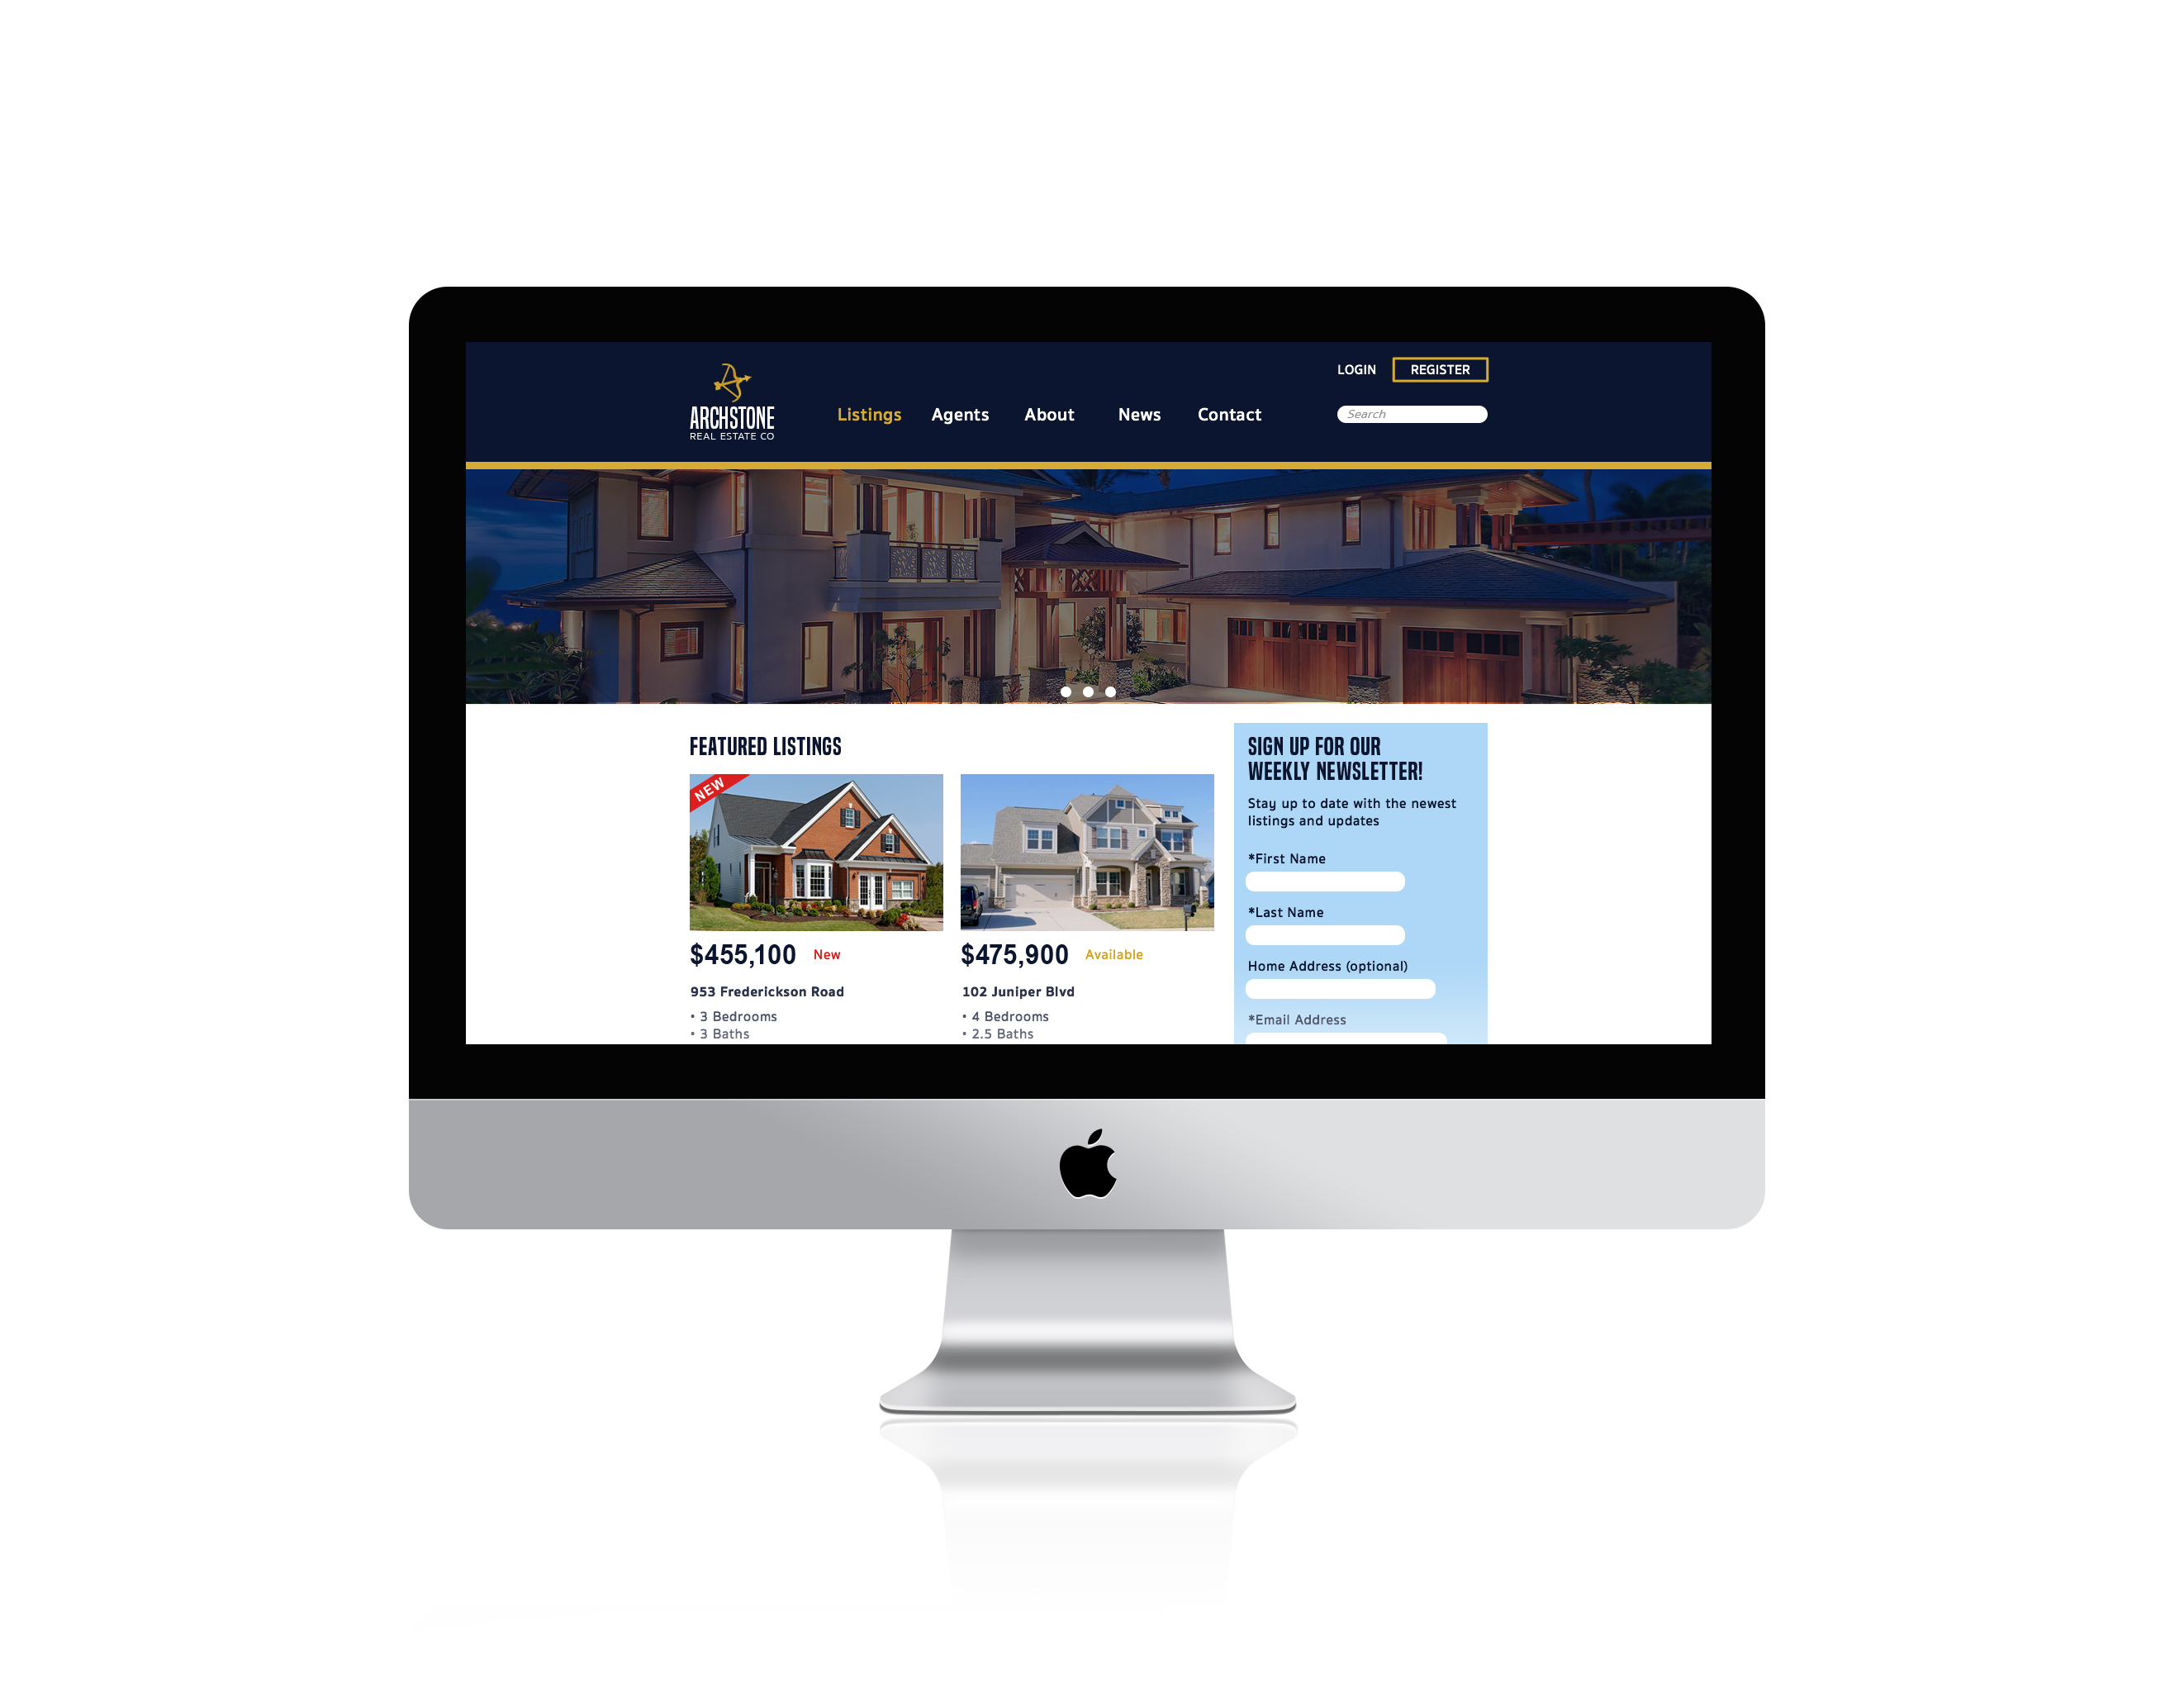 ARCHSTONE
REAL ESTATE CO
Listings Agents About News Contact
LOGIN REGISTER
Search
FEATURED LISTINGS
NEW
$455,100 New
953 Frederickson Road
• 3 Bedrooms
• 3 Baths
$475,900 Available
102 Juniper Blvd
• 4 Bedrooms
• 2.5 Baths
SIGN UP FOR OUR
WEEKLY NEWSLETTER!
Stay up to date with the newest
listings and updates
*First Name
*Last Name
Home Address (optional)
*Email Address